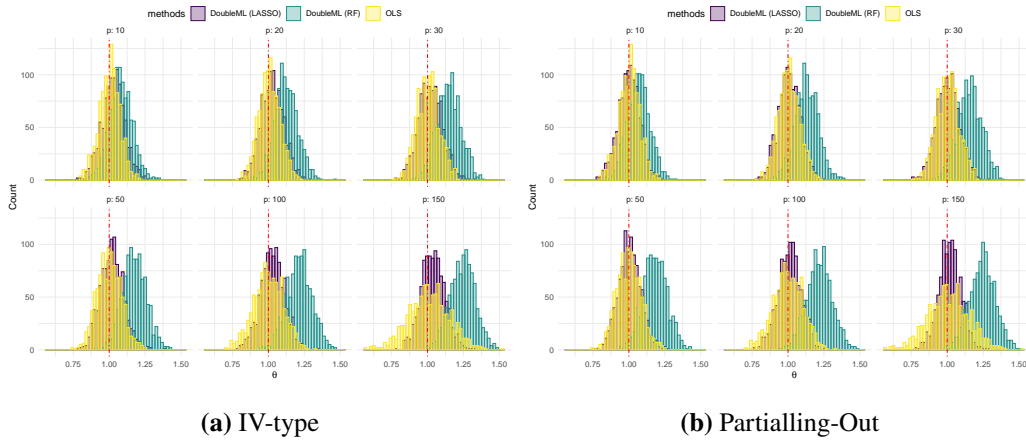 methods DoubleML (LASSO) DoubleML (RF) OLS
p: 10 p: 20 p: 30
100
50
0
p: 50 p: 100 p: 150
100
50
0
Count
0.75 1.00 1.25 1.50 0.75 1.00 1.25 1.50 0.75 1.00 1.25 1.50
θ
(a) IV-type
methods DoubleML (LASSO) DoubleML (RF) OLS
p: 10 p: 20 p: 30
100
50
0
p: 50 p: 100 p: 150
100
50
0
Count
0.75 1.00 1.25 1.50 0.75 1.00 1.25 1.50 0.75 1.00 1.25 1.50
θ
(b) Partialling-Out